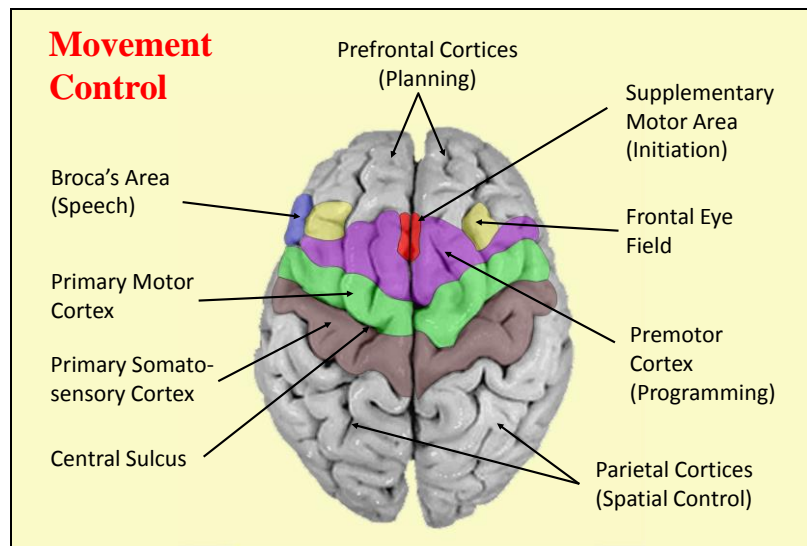 Movement
Control
Prefrontal Cortices
(Planning)
Supplementary
Motor Area
(Initiation)
Broca’s Area
(Speech)
Frontal Eye
Field
Primary Motor
Cortex
Primary Somato-
sensory Cortex
Premotor
Cortex
(Programming)
Central Sulcus
Parietal Cortices
(Spatial Control)